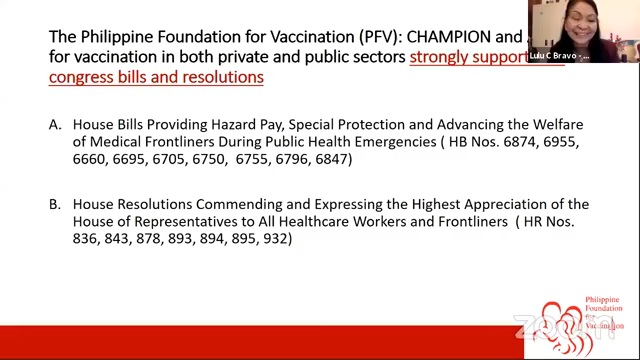 The Philippine Foundation for Vaccination (PFV): CHAMPION and
for vaccination in both private and public sectors strongly support
congress bills and resolutions
Lulu C Bravo - ...
A. House Bills Providing Hazard Pay, Special Protection and Advancing the Welfare
of Medical Frontliners During Public Health Emergencies ( HB Nos. 6874, 6955,
6660, 6695, 6705, 6750, 6755, 6796, 6847)
B. House Resolutions Commending and Expressing the Highest Appreciation of the
House of Representatives to All Healthcare Workers and Frontliners ( HR Nos.
836, 843, 878, 893, 894, 895, 932)
Philippine
Foundation
for
Vaccination
zoom